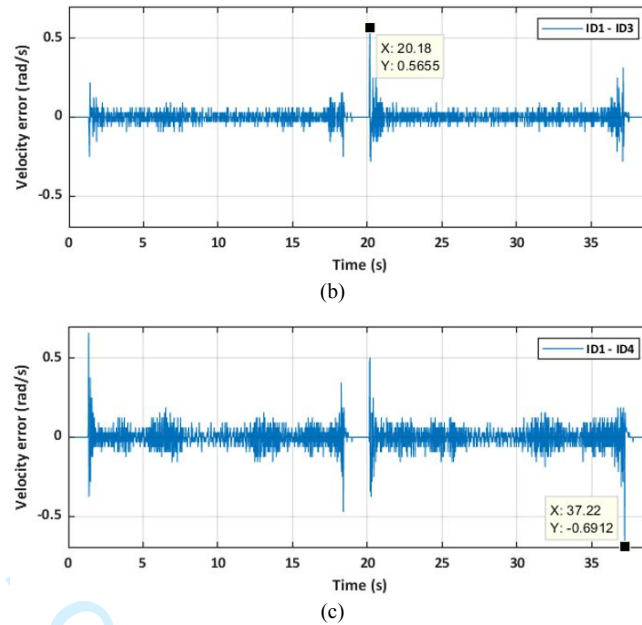 0.5
ID1 - ID3
X: 20.18
Y: 0.5655
Velocity error (rad/s)
0
-0.5
0 5 10 15 20 25 30 35
Time (s)
(b)
0.5
ID1 - ID4
Velocity error (rad/s)
0
-0.5
X: 37.22
Y: -0.6912
0 5 10 15 20 25 30 35
Time (s)
(c)